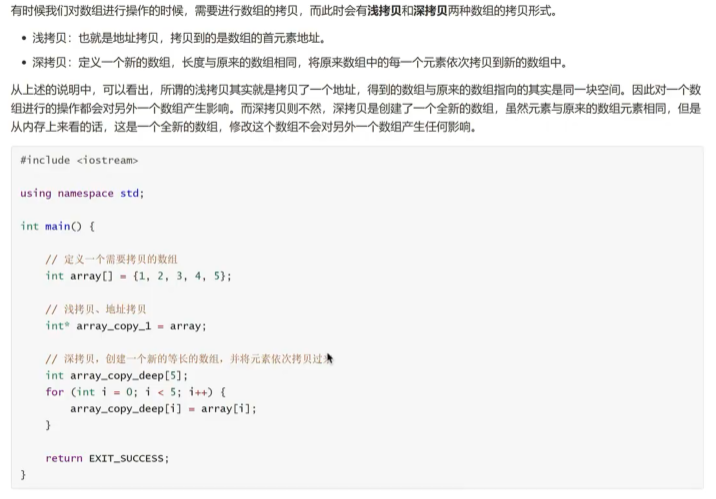 有时候我们对数组进行操作的时候，需要进行数组的拷贝，而此时会有浅拷贝和深拷贝两种数组的拷贝形式。
• 浅拷贝：也就是地址拷贝，拷贝到的是数组的首元素地址。
• 深拷贝：定义一个新的数组，长度与原来的数组相同，将原来数组中的每一个元素依次拷贝到新的数组中。
从上述的说明中，可以看出，所谓的浅拷贝其实就是拷贝了一个地址，得到的数组与原来的数组指向的其实是同一块空间。因此对一个数
组进行的操作都会对另外一个数组产生影响。而深拷贝则不然，深拷贝是创建了一个全新的数组，虽然元素与原来的数组元素相同，但是
从内存上来看的话，这是一个全新的数组，修改这个数组不会对另外一个数组产生任何影响。
#include <iostream>
using namespace std;
int main() {
// 定义一个需要拷贝的数组
int array[] = {1, 2, 3, 4, 5};
// 浅拷贝、地址拷贝
int* array_copy_1 = array;
// 深拷贝，创建一个新的等长的数组，并将元素依次拷贝过
int array_copy_deep[5];
for (int i = 0; i < 5; i++) {
array_copy_deep[i] = array[i];
}
return EXIT_SUCCESS;
}